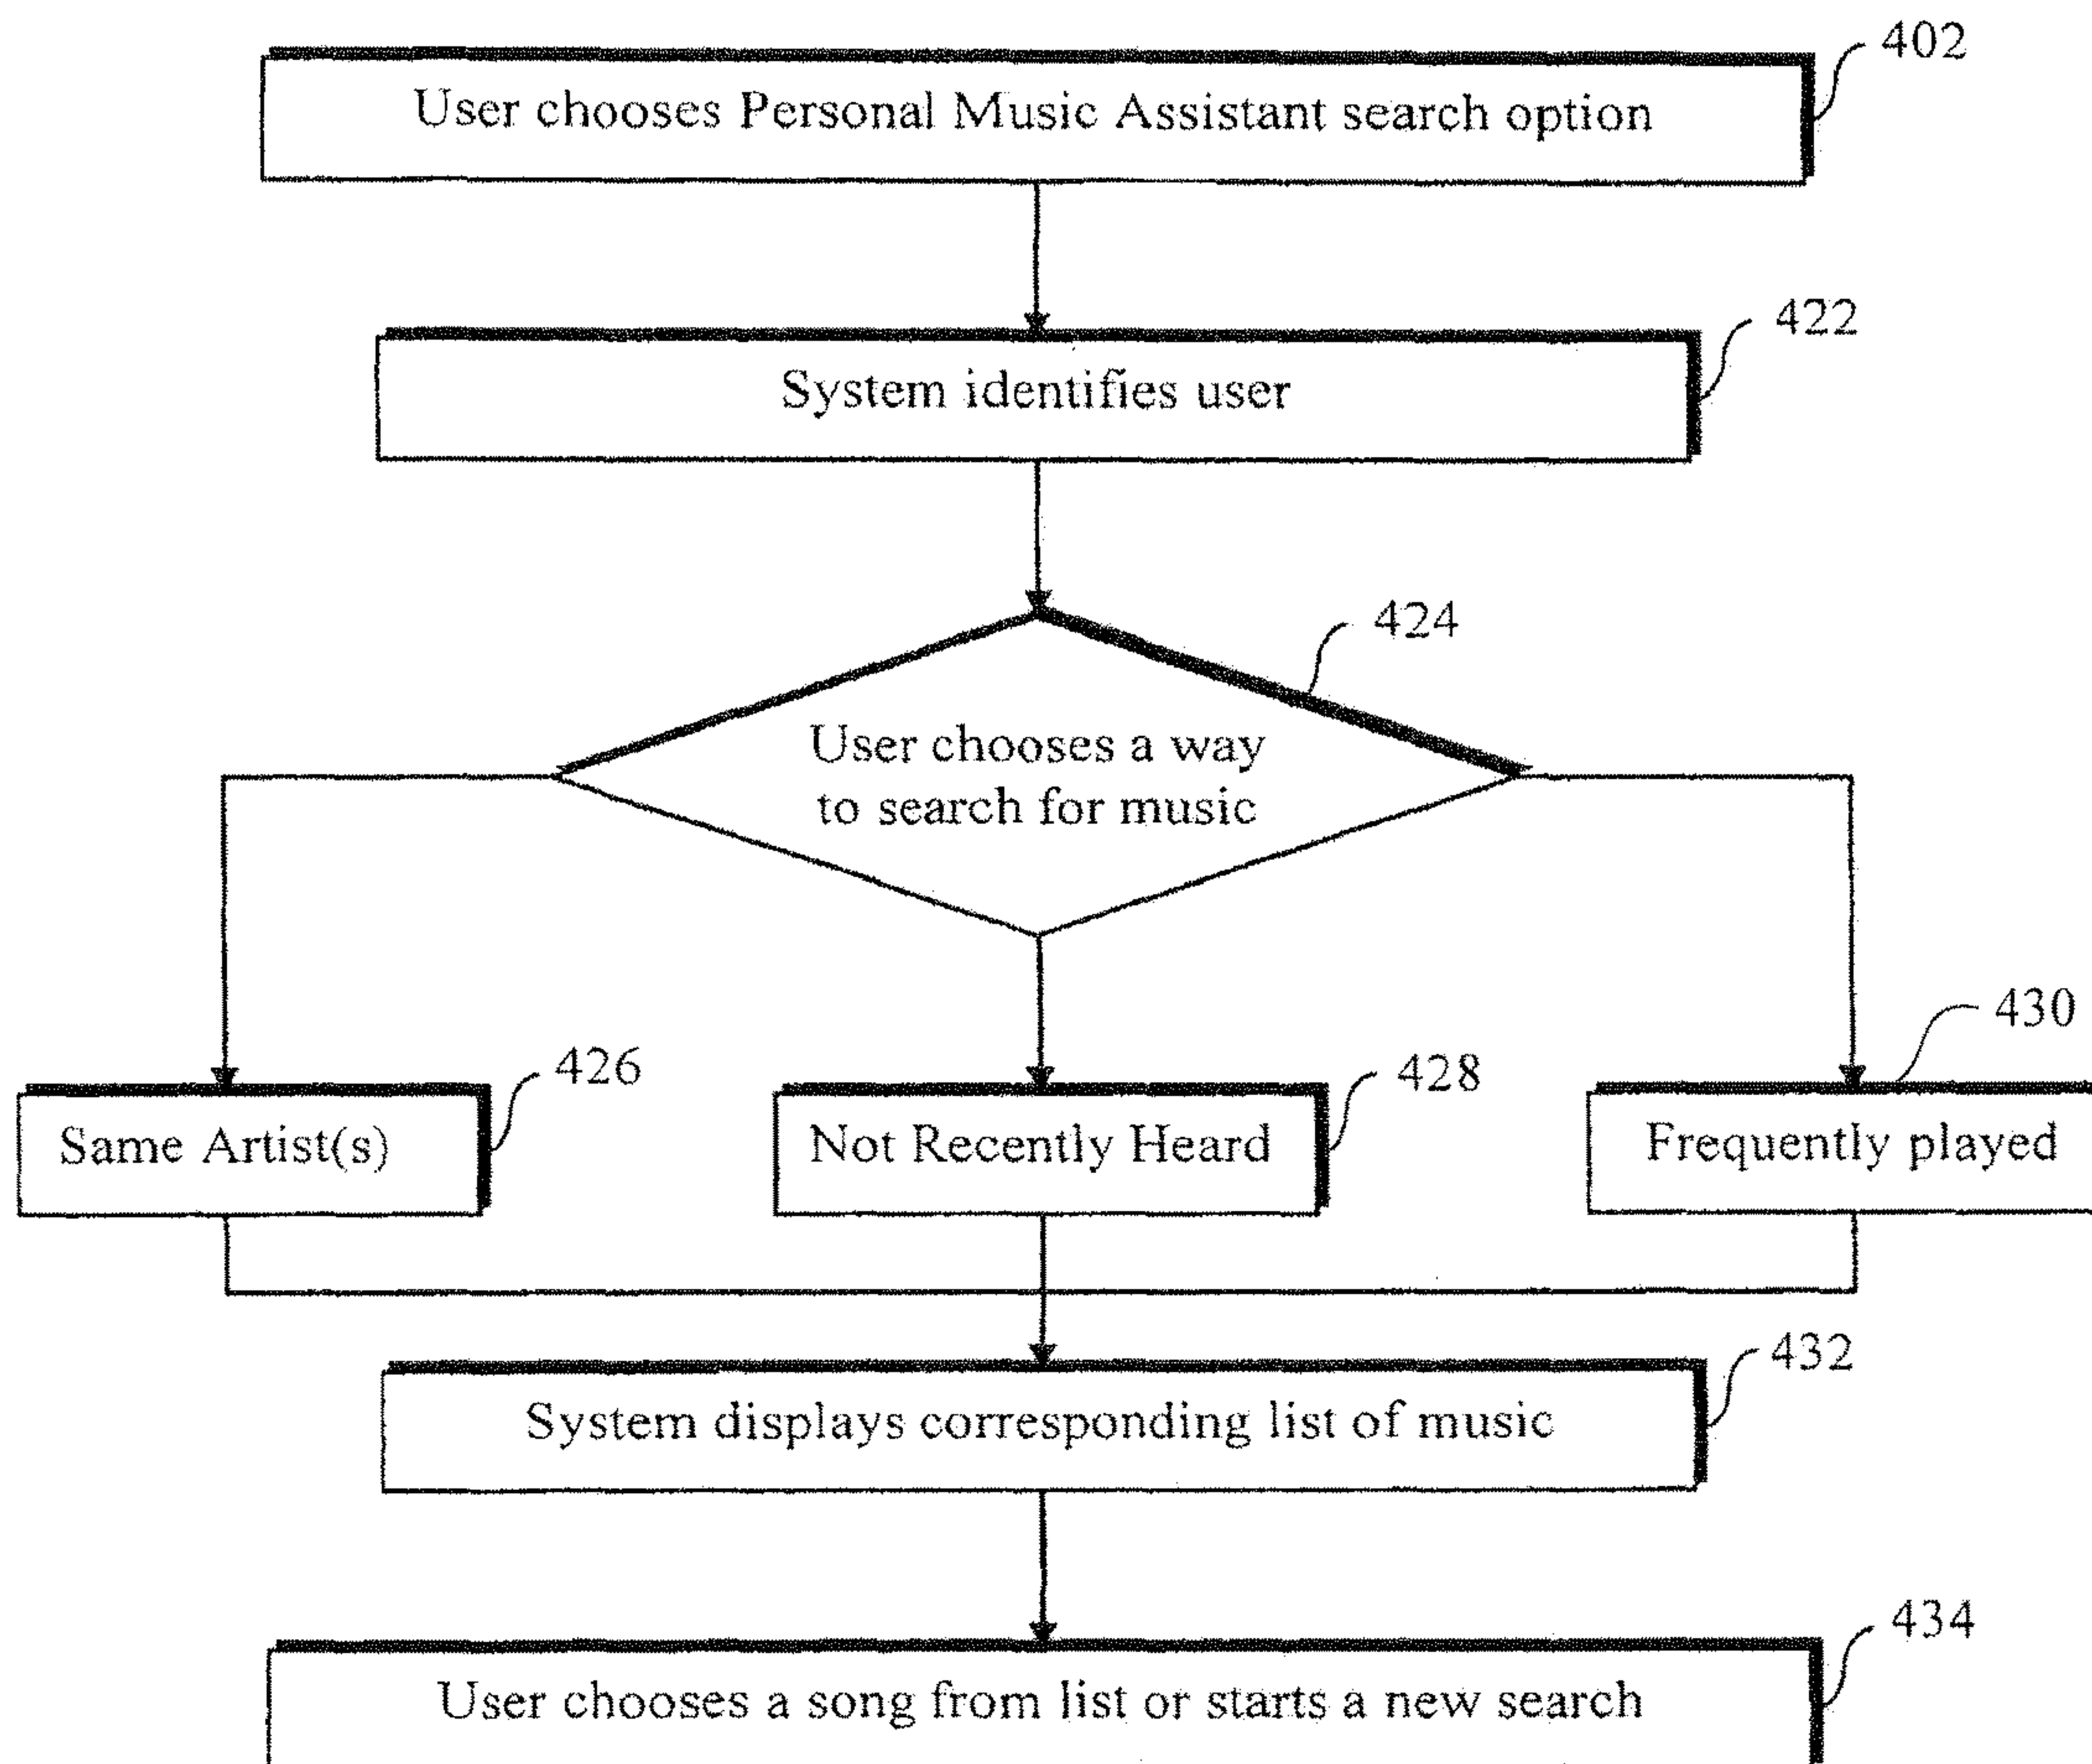 402
User chooses Personal Music Assistant search option
422
System identifies user
424
User chooses a way
to search for music
426
Same Artist(s)
428
Not Recently Heard
430
Frequently played
432
System displays corresponding list of music
434
User chooses a song from list or starts a new search